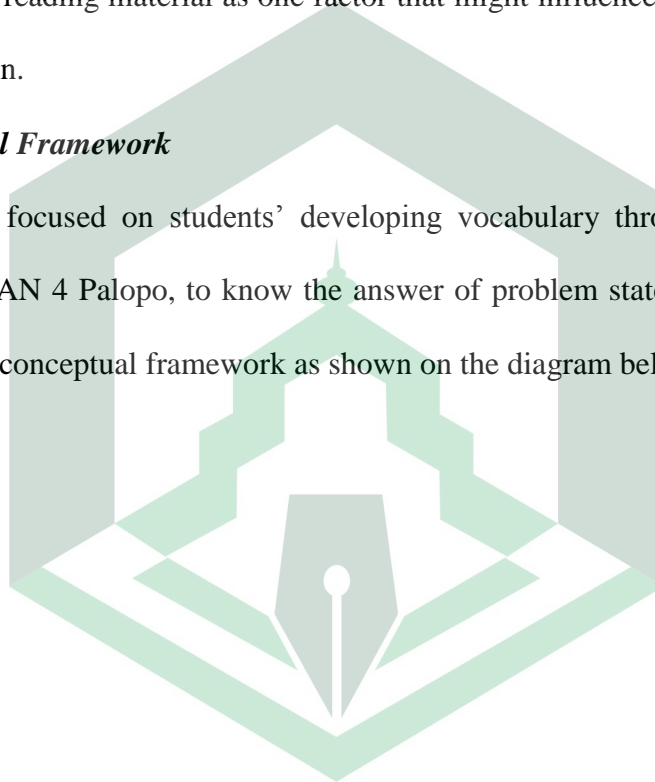 reading material as one factor that might influence
n.
l Framework
focused on students’ developing vocabulary thro
AN 4 Palopo, to know the answer of problem state
conceptual framework as shown on the diagram bel